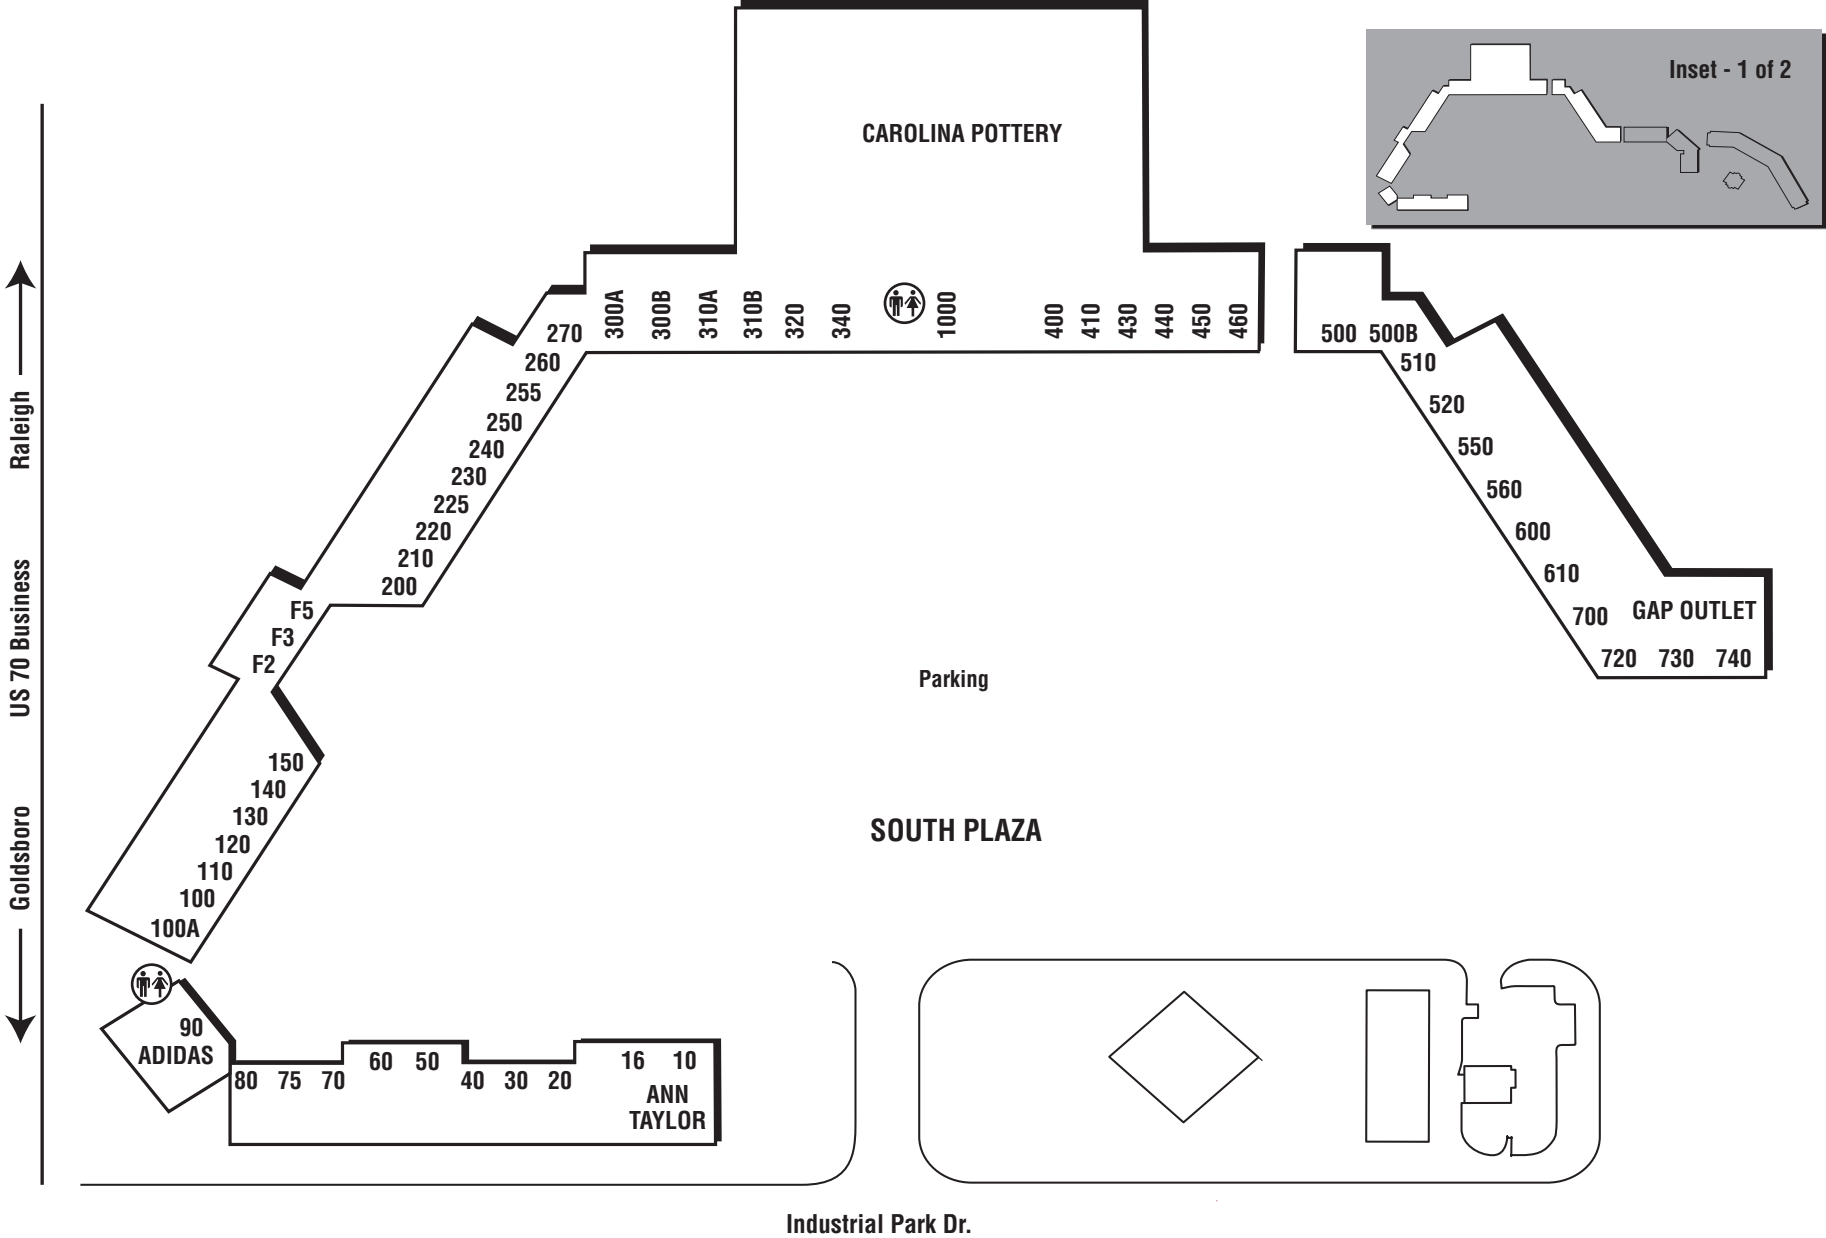 Inset - 1 of 2
CAROLINA POTTERY
300A
300B
310A
310B
320
340
1000
400
410
430
440
450
460
270
260
255
250
240
230
225
220
210
200
500 500B
510
520
550
560
600
610
700 GAP OUTLET
720 730 740
F5
F3
F2
Parking
150
140
130
120
110
100
100A
SOUTH PLAZA
90
ADIDAS
80 75 70
60 50
40 30 20
16 10
ANN
TAYLOR
Raleigh
US 70 Business
Goldsboro
Industrial Park Dr.